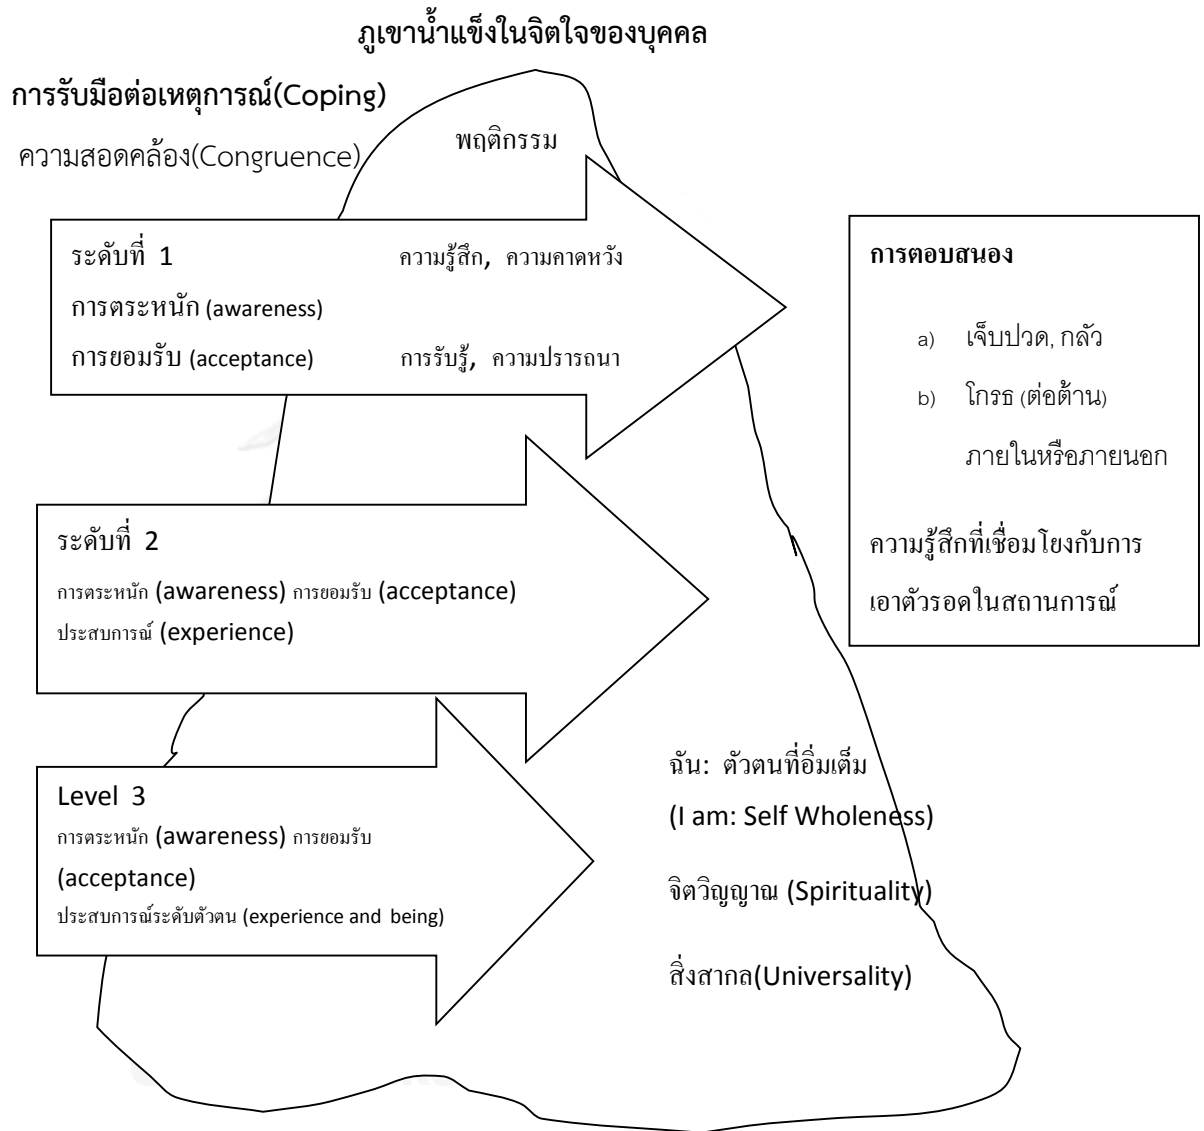 ภูเขาน้ำแข็งในจิตใจของบุคคล
การรับมือต่อเหตุการณ์(Coping)
ความสอดคล้อง(Congruence)
พฤติกรรม
ระดับที่ 1
ความรู้สึก, ความคาดหวัง
การตระหนัก (awareness)
การยอมรับ (acceptance)
การรับรู้, ความปรารถนา
การตอบสนอง
a) เจ็บปวด, กลัว
b) โกรธ (ต่อต้าน)
ภายในหรือภายนอก
ความรู้สึกที่เชื่อมโยงกับการ
เอาตัวรอดในสถานการณ์
ระดับที่ 2
การตระหนัก (awareness) การยอมรับ (acceptance)
ประสบการณ์ (experience)
Level 3
การตระหนัก (awareness) การยอมรับ
(acceptance)
ประสบการณ์ระดับตัวตน (experience and being)
ฉัน: ตัวตนที่อิ่มเต็ม
(I am: Self Wholeness)
จิตวิญญาณ (Spirituality)
สิ่งสากล(Universality)